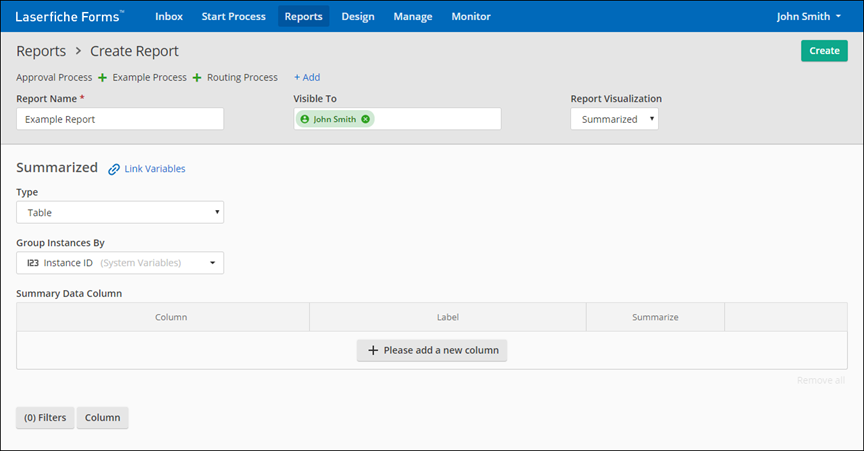 Laserfiche Forms™ Inbox Start Process Reports Design Manage Monitor John Smith
Reports > Create Report Create
Approval Process + Example Process + Routing Process + Add
Report Name * Visible To Report Visualization
Example Report John Smith Summarized
Summarized Link Variables
Type
Table
Group Instances By
123 Instance ID (System Variables)
Summary Data Column
Column Label Summarize
+ Please add a new column
Remove all
(0) Filters Column